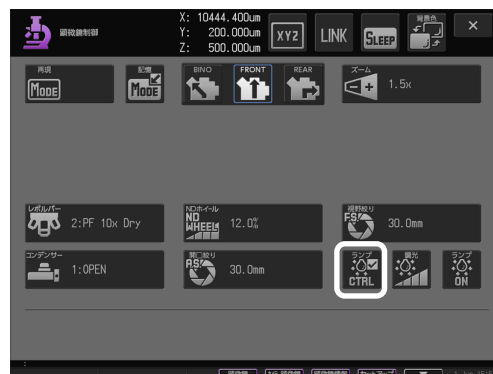 顕微鏡制御
X: 10444.400um
Y: 200.000um
Z: 500.000um
XYZ
LINK
SLEEP
背景色
×
再現
MODE
記憶
MODE
BINO
FRONT
REAR
ズーム
1.5×
レボルバー
2:PF 10x Dry
NDホイール
ND
WHEEL
12.0%
視野絞り
F.S.
30.0mm
コンデンサー
1:OPEN
開口絞り
A.S.
30.0mm
ランプ
CTRL
調光
ランプ
ON